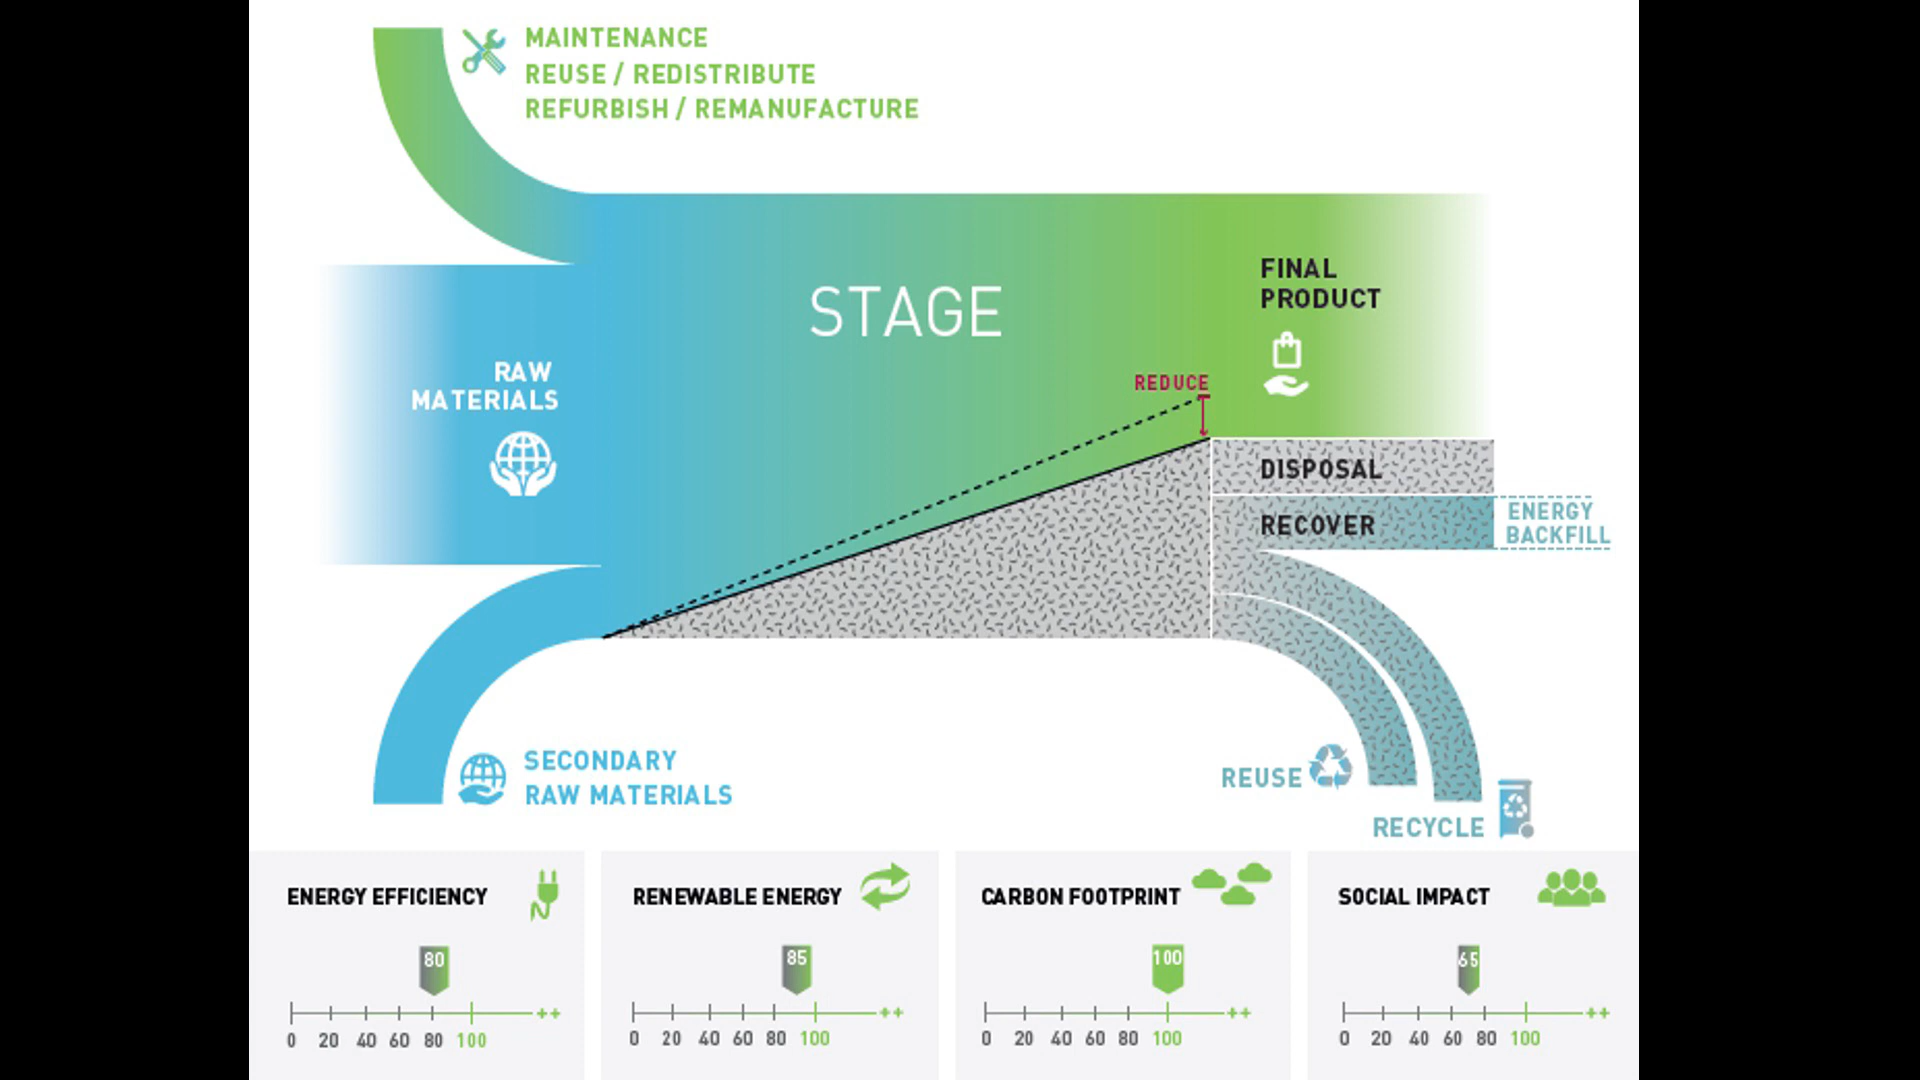 MAINTENANCE
REUSE / REDISTRIBUTE
REFURBISH / REMANUFACTURE
STAGE
FINAL
PRODUCT
RAW
MATERIALS
REDUCE
DISPOSAL
RECOVER
ENERGY
BACKFILL
SECONDARY
RAW MATERIALS
REUSE
RECYCLE
ENERGY EFFICIENCY
80
0 20 40 60 80 100 ++
RENEWABLE ENERGY
85
0 20 40 60 80 100 ++
CARBON FOOTPRINT
100
0 20 40 60 80 100 ++
SOCIAL IMPACT
65
0 20 40 60 80 100 ++